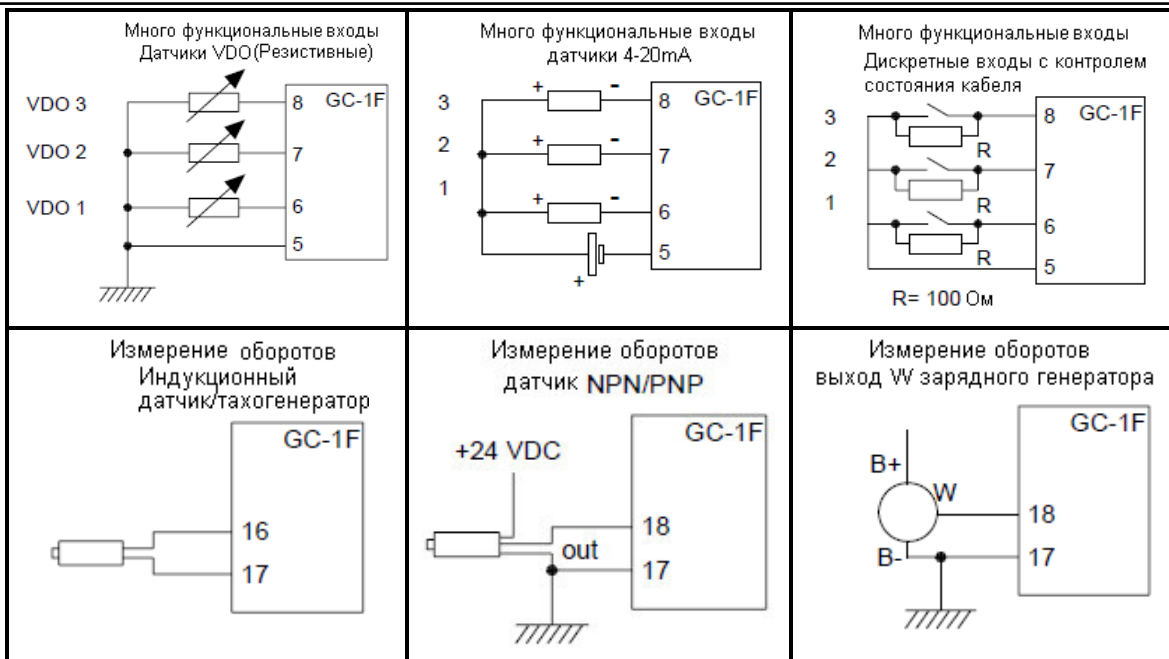 Много функциональные входы
Датчики VDO(Резистивные)
VDO 3
8
GC-1F
VDO 2
7
VDO 1
6
5
Много функциональные входы
датчики 4-20mA
3
+
-
8
GC-1F
2
+
-
7
1
+
-
6
5
+
Много функциональные входы
Дискретные входы с контролем
состояния кабеля
3
8
GC-1F
R
2
7
R
1
6
R
5
R= 100 Ом
Измерение оборотов
Индукционный
датчик/тахогенератор
GC-1F
16
17
Измерение оборотов
датчик NPN/PNP
+24 VDC
GC-1F
18
out
17
Измерение оборотов
выход W зарядного генератора
GC-1F
B+
W
18
B-
17